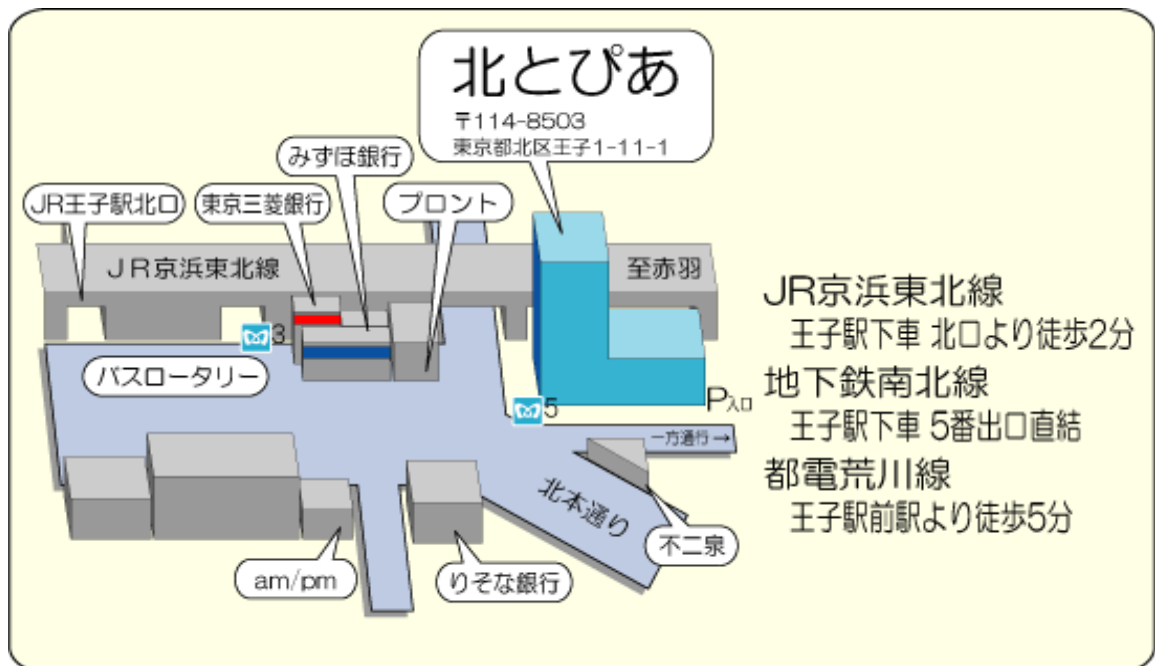 北とぴあ
〒114-8503
東京都北区王子1-11-1
みずほ銀行
JR王子駅北口
東京三菱銀行
プロント
JR京浜東北線
至赤羽
3
バスロータリー
5
P入口
一方通行→
北本通り
不二泉
am/pm
りそな銀行
JR京浜東北線
王子駅下車 北口より徒歩2分
地下鉄南北線
王子駅下車 5番出口直結
都電荒川線
王子駅前駅より徒歩5分